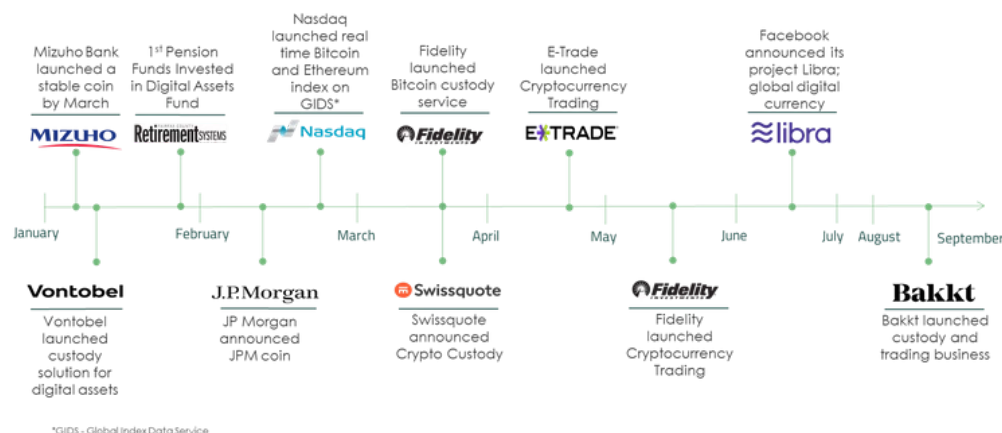 Mizuho Bank
launched a
stable coin
by March
MIZUHO
1st Pension
Funds Invested
in Digital Assets
Fund
Retirement SYSTEMS
Nasdaq
launched real
time Bitcoin
and Ethereum
index on
GIDS*
Nasdaq
Fidelity
launched
Bitcoin custody
service
Fidelity
INVESTMENTS
E-Trade
launched
Cryptocurrency
Trading
E*TRADE
Facebook
announced its
project Libra;
global digital
currency
libra
January
February
March
April
May
June
July
August
September
Vontobel
Vontobel
launched
custody
solution for
digital assets
J.P.Morgan
JP Morgan
announced
JPM coin
Swissquote
Swissquote
announced
Crypto Custody
Fidelity
INVESTMENTS
Fidelity
launched
Cryptocurrency
Trading
Bakkt
Bakkt launched
custody and
trading business
*GIDS - Global Index Data Service